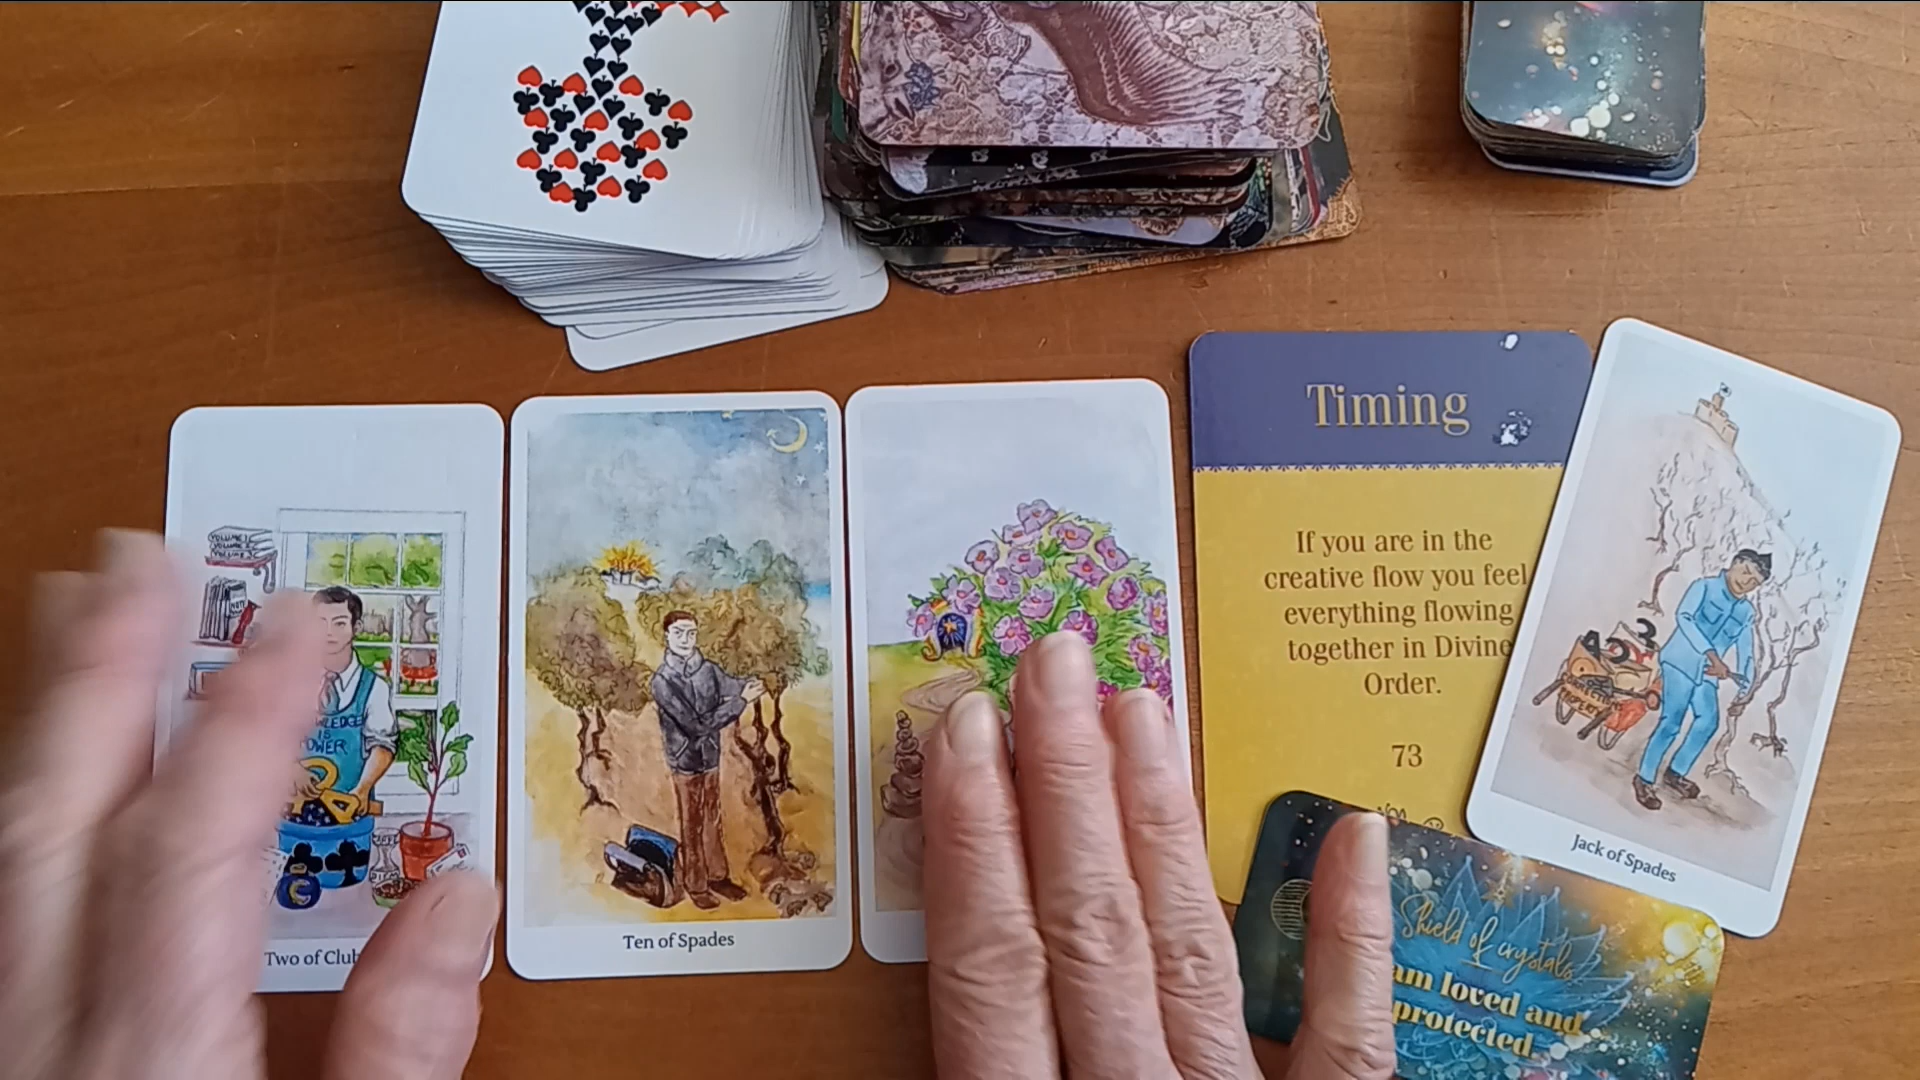 VOLUME
KNOWLEDGE
IS
POWER
Two of Club
Ten of Spades
Timing
If you are in the
creative flow you feel
everything flowing
together in Divine
Order.
73
Jack of Spades
Shield of crystals
am loved and
protected